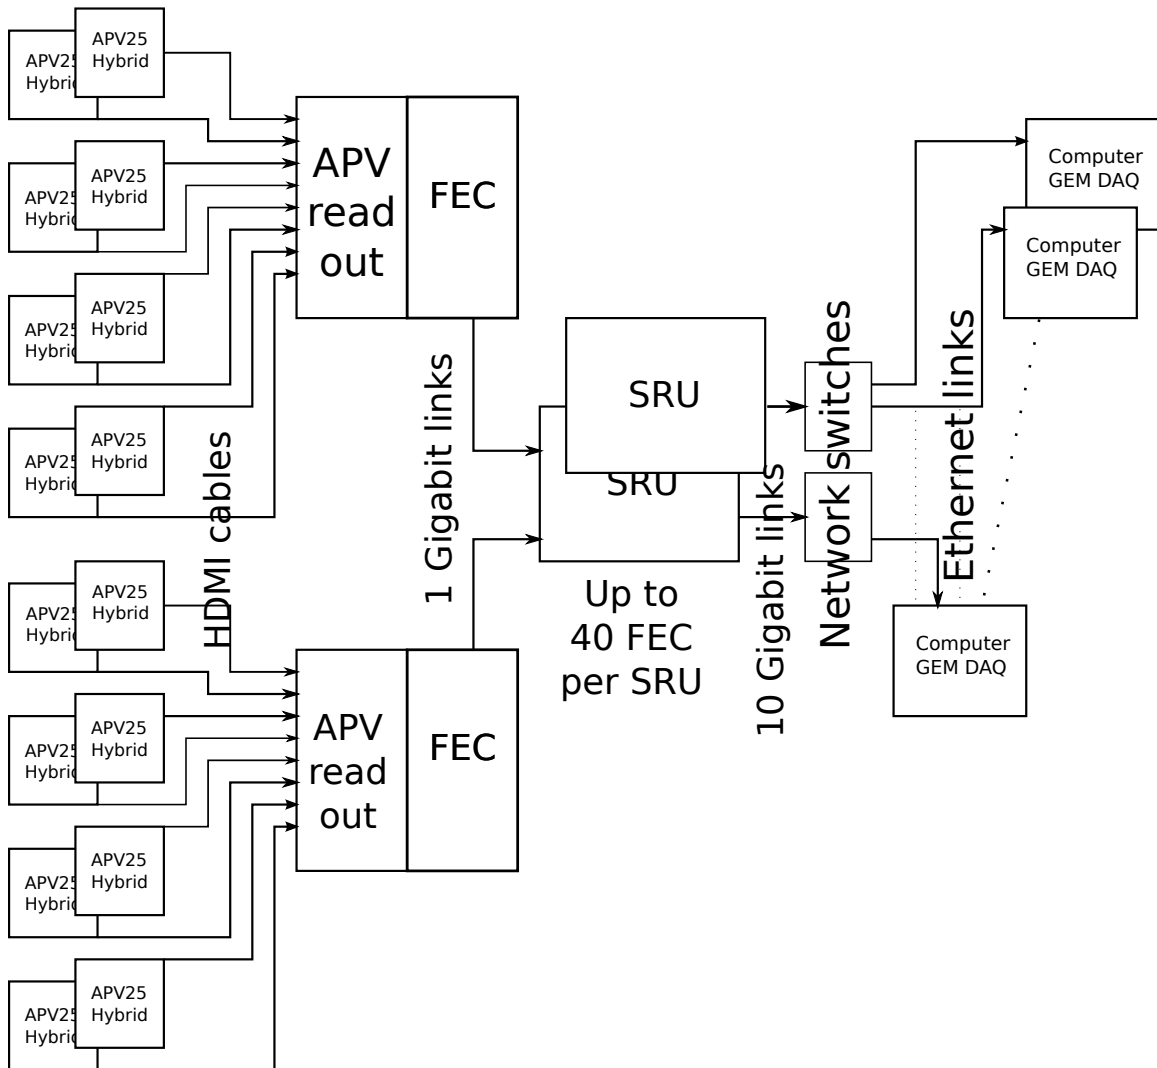 APV25
Hybrid
APV25
Hybrid
APV25
Hybrid
APV25
Hybrid
APV25
Hybrid
APV25
Hybrid
APV25
Hybrid
APV25
Hybrid
HDMI cables
APV
read
out
FEC
1 Gigabit links
SRU
SRU
Up to
40 FEC
per SRU
10 Gigabit links
Network switches
Ethernet links
Computer
GEM DAQ
Computer
GEM DAQ
Computer
GEM DAQ
APV25
Hybrid
APV25
Hybrid
APV25
Hybrid
APV25
Hybrid
APV25
Hybrid
APV25
Hybrid
APV25
Hybrid
APV25
Hybrid
APV
read
out
FEC